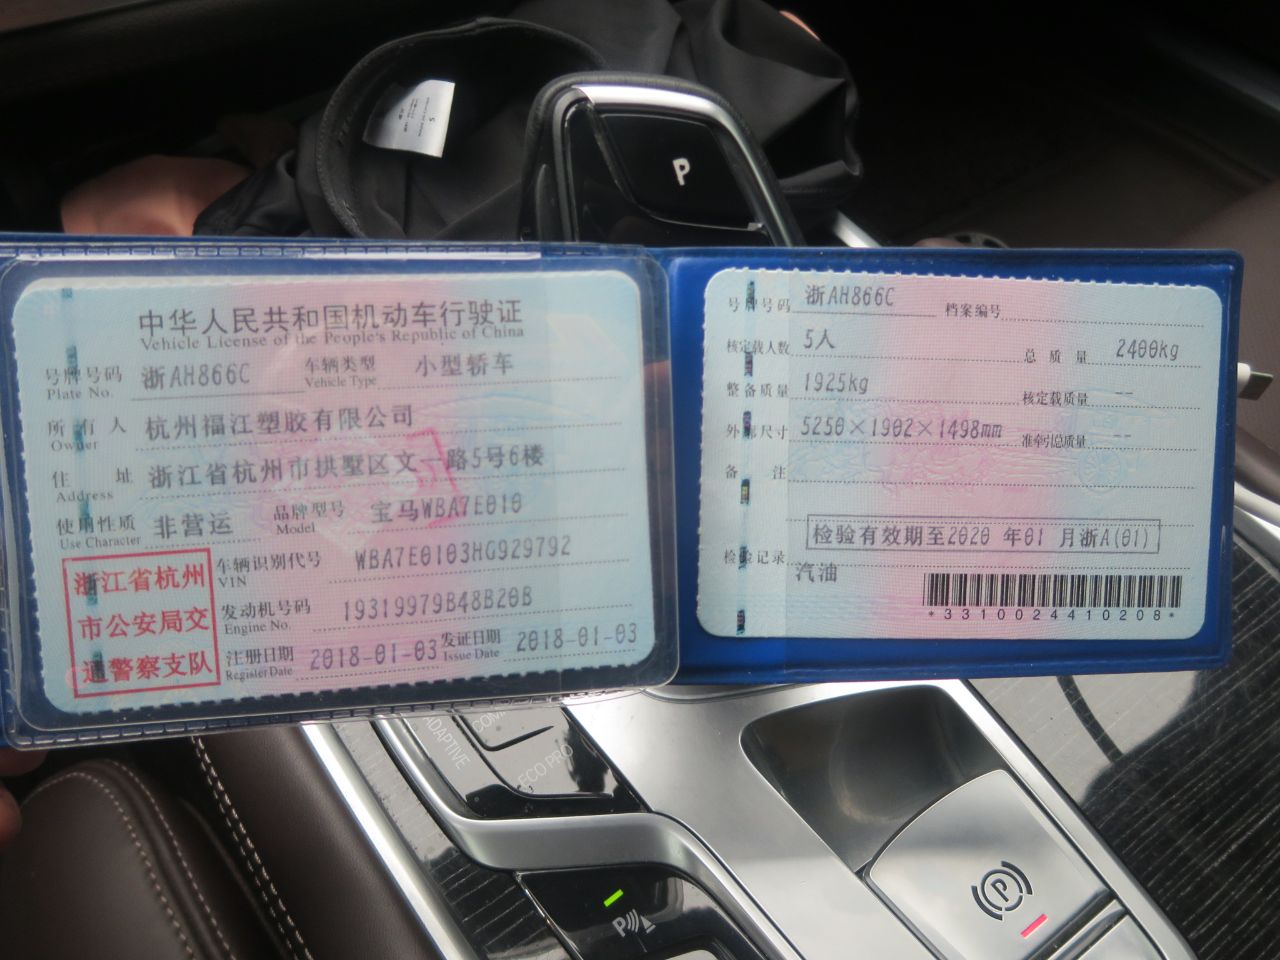 P
中华人民共和国机动车行驶证
Vehicle License of the People's Republic of China
号牌号码 浙AH866C 车辆类型 小型轿车
Plate No. Vehicle Type
所有人 杭州福江塑胶有限公司
Owner
住址 浙江省杭州市拱墅区文一路5号6楼
Address
使用性质 非营运 品牌型号 宝马WBA7E010
Use Character Model
浙江省杭州
市公安局交
通警察支队
车辆识别代号 WBA7E0103HG929792
VIN
发动机号码 19319979B48B20B
Engine No.
注册日期 2018-01-03 发证日期 2018-01-03
Register Date Issue Date
号牌号码 浙AH866C 档案编号
核定载人数 5人 总质量 2400kg
整备质量 1925kg 核定载质量 --
外廓尺寸 5250×1902×1498mm 准牵引总质量 --
备注
检验有效期至2020 年01 月浙A(01)
检验记录
汽油
*3310024410208*
ADAPTIVE
ECO PRO
P
P